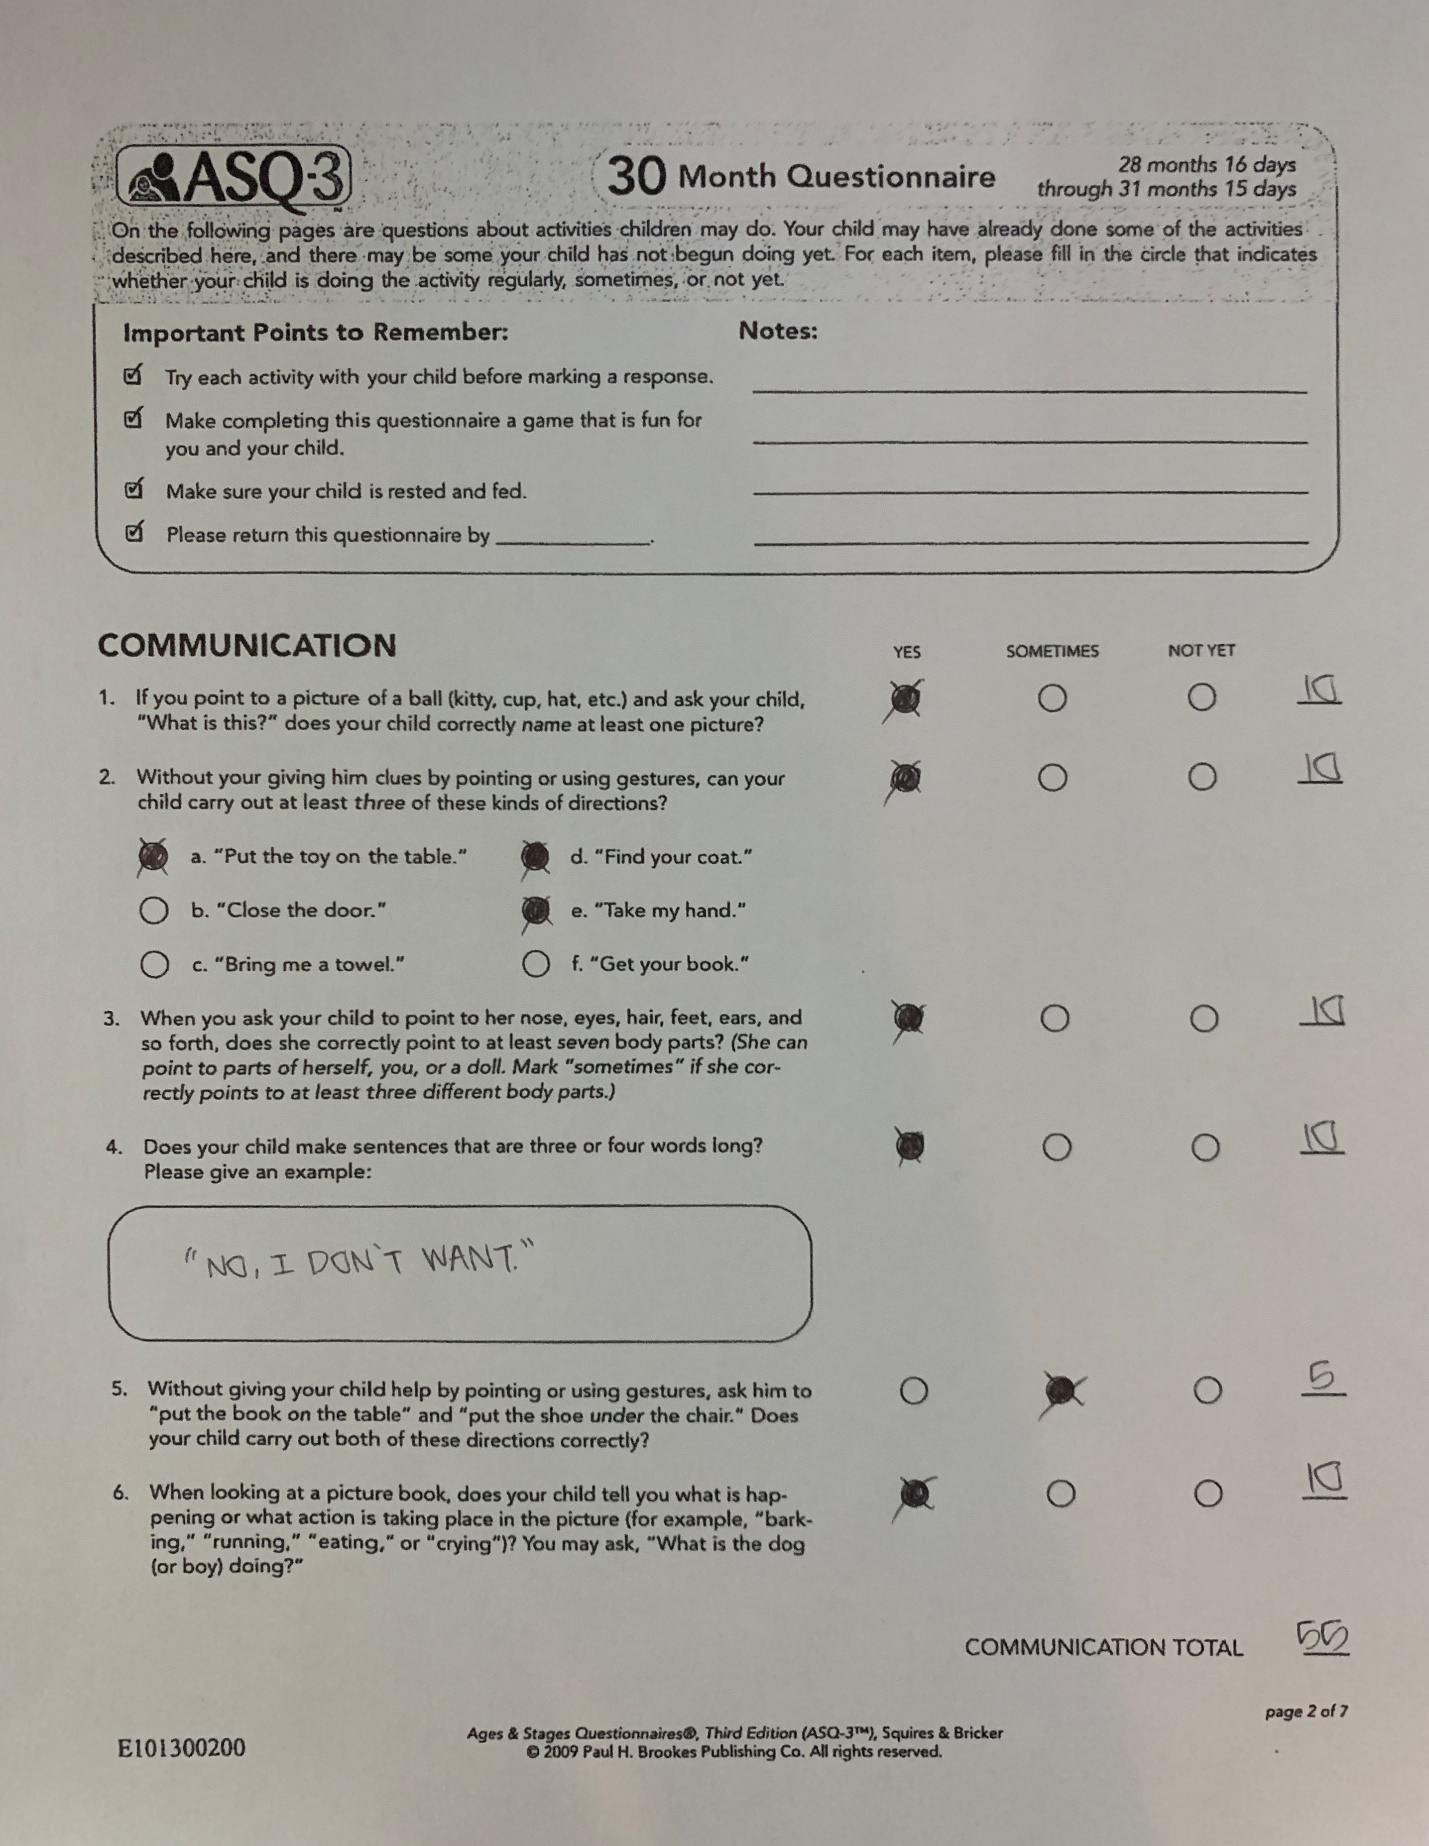 ASQ-3™
30 Month Questionnaire
28 months 16 days
through 31 months 15 days
On the following pages are questions about activities children may do. Your child may have already done some of the activities
described here, and there may be some your child has not begun doing yet. For each item, please fill in the circle that indicates
whether your child is doing the activity regularly, sometimes, or not yet.
Important Points to Remember:
Try each activity with your child before marking a response.
Make completing this questionnaire a game that is fun for
you and your child.
Make sure your child is rested and fed.
Please return this questionnaire by ____________.
Notes:
COMMUNICATION
YES SOMETIMES NOT YET
1. If you point to a picture of a ball (kitty, cup, hat, etc.) and ask your child, 10
"What is this?" does your child correctly name at least one picture?
2. Without your giving him clues by pointing or using gestures, can your 10
child carry out at least three of these kinds of directions?
a. "Put the toy on the table." d. "Find your coat."
b. "Close the door." e. "Take my hand."
c. "Bring me a towel." f. "Get your book."
3. When you ask your child to point to her nose, eyes, hair, feet, ears, and 10
so forth, does she correctly point to at least seven body parts? (She can
point to parts of herself, you, or a doll. Mark "sometimes" if she cor-
rectly points to at least three different body parts.)
4. Does your child make sentences that are three or four words long? 10
Please give an example:
"NO, I DON'T WANT."
5. Without giving your child help by pointing or using gestures, ask him to 5
"put the book on the table" and "put the shoe under the chair." Does
your child carry out both of these directions correctly?
6. When looking at a picture book, does your child tell you what is hap- 10
pening or what action is taking place in the picture (for example, "bark-
ing," "running," "eating," or "crying")? You may ask, "What is the dog
(or boy) doing?"
COMMUNICATION TOTAL 55
page 2 of 7
E101300200
Ages & Stages Questionnaires®, Third Edition (ASQ-3™), Squires & Bricker
© 2009 Paul H. Brookes Publishing Co. All rights reserved.